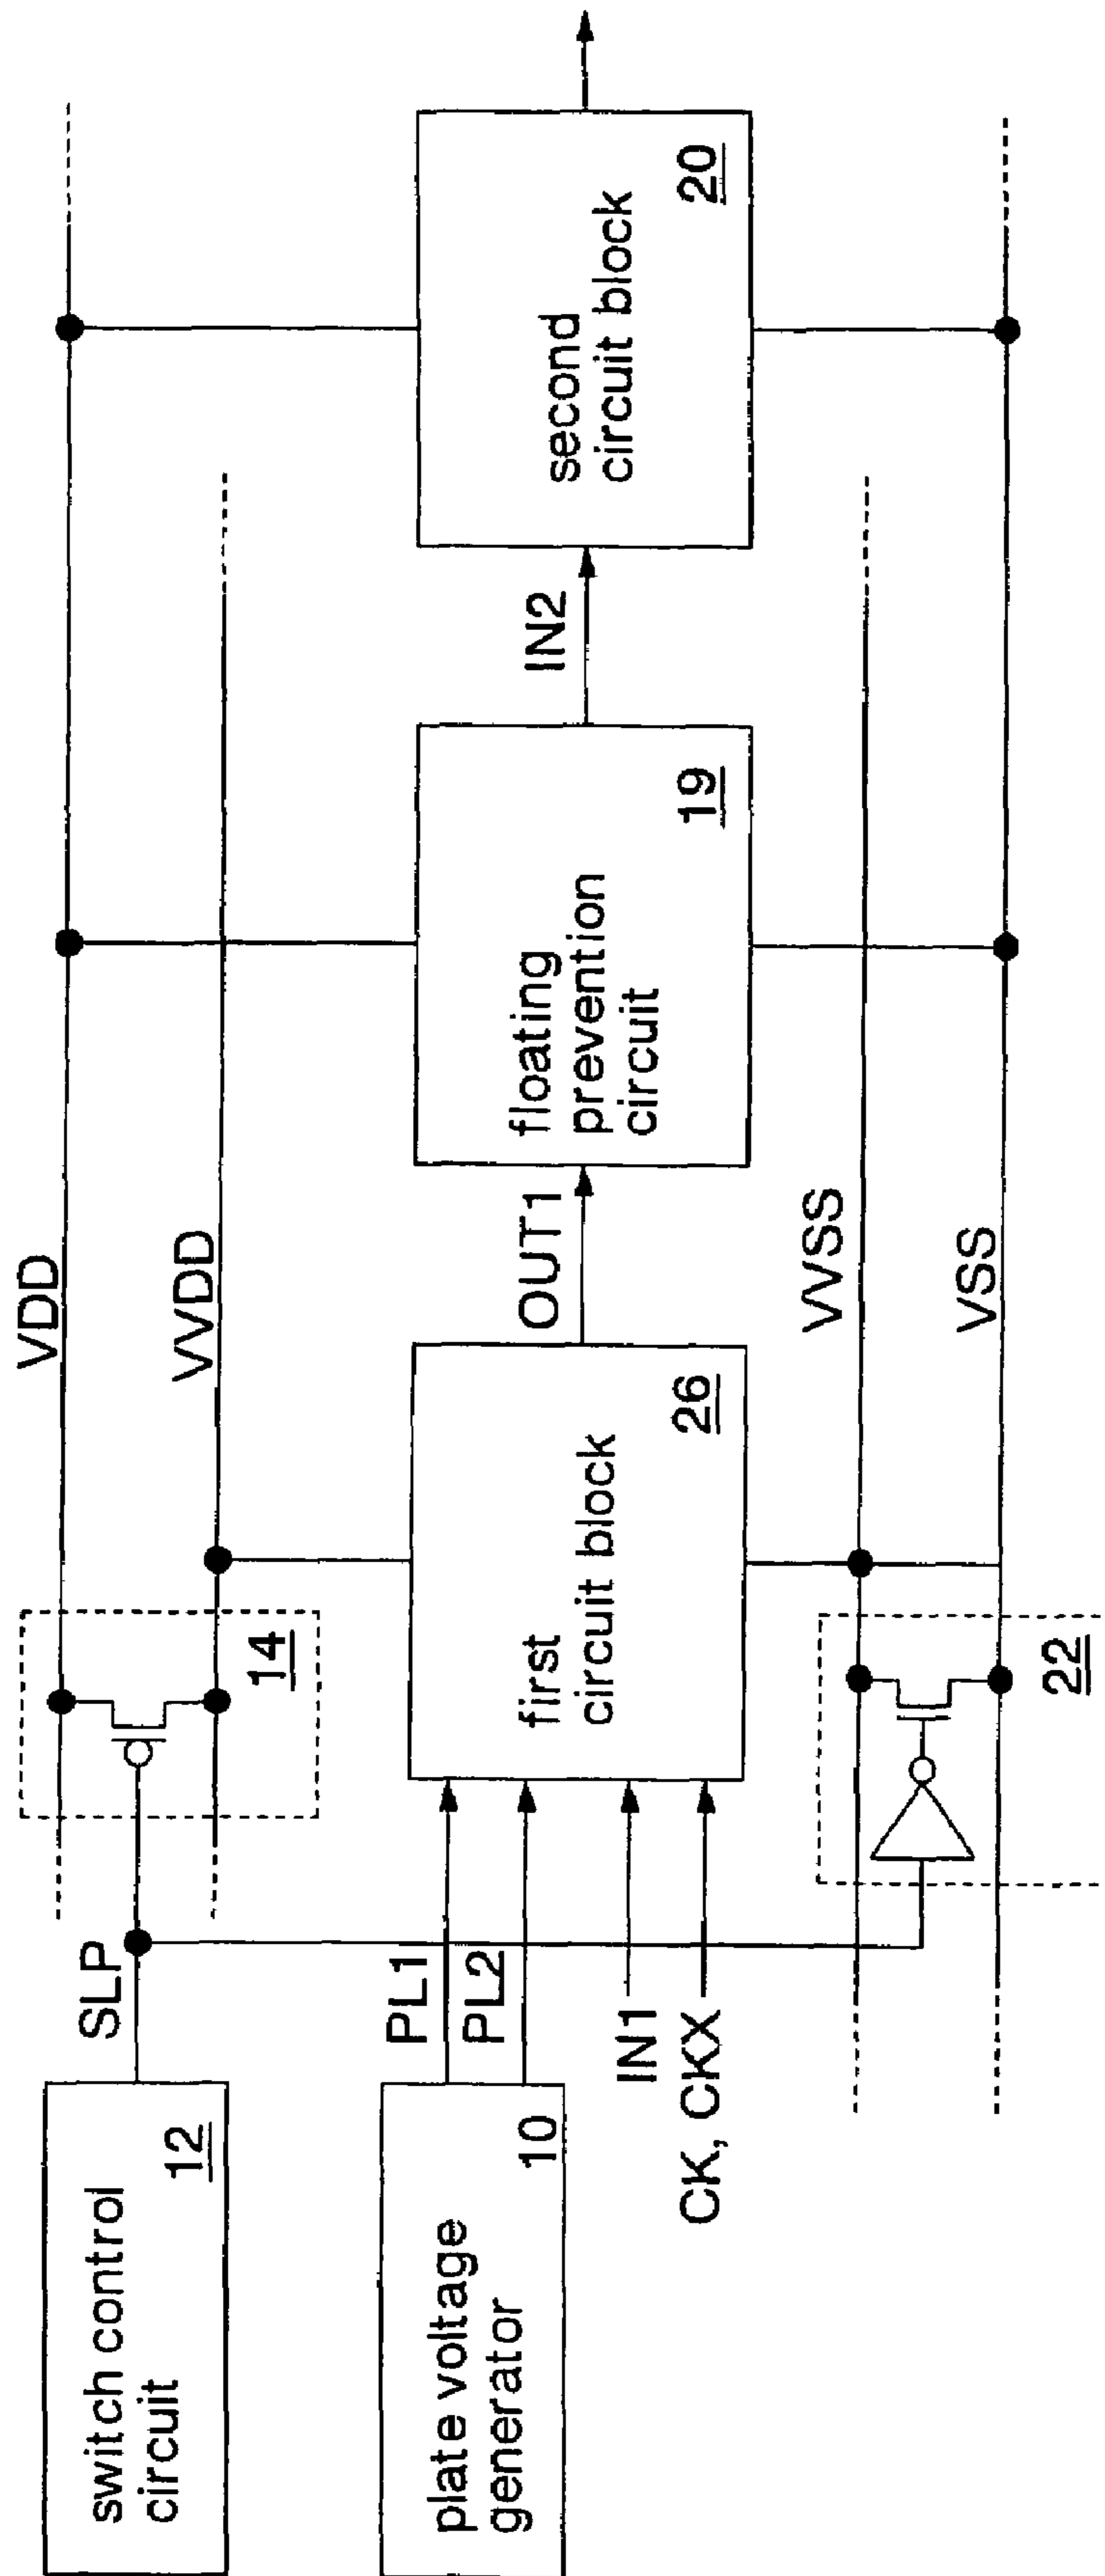 VDD
VVDD
SLP
14
switch control
circuit
12
plate voltage
generator
10
PL1
PL2
IN1
CK, CKX
first
circuit block
26
OUT1
floating
prevention
circuit
19
IN2
second
circuit block
20
VVSS
VSS
22